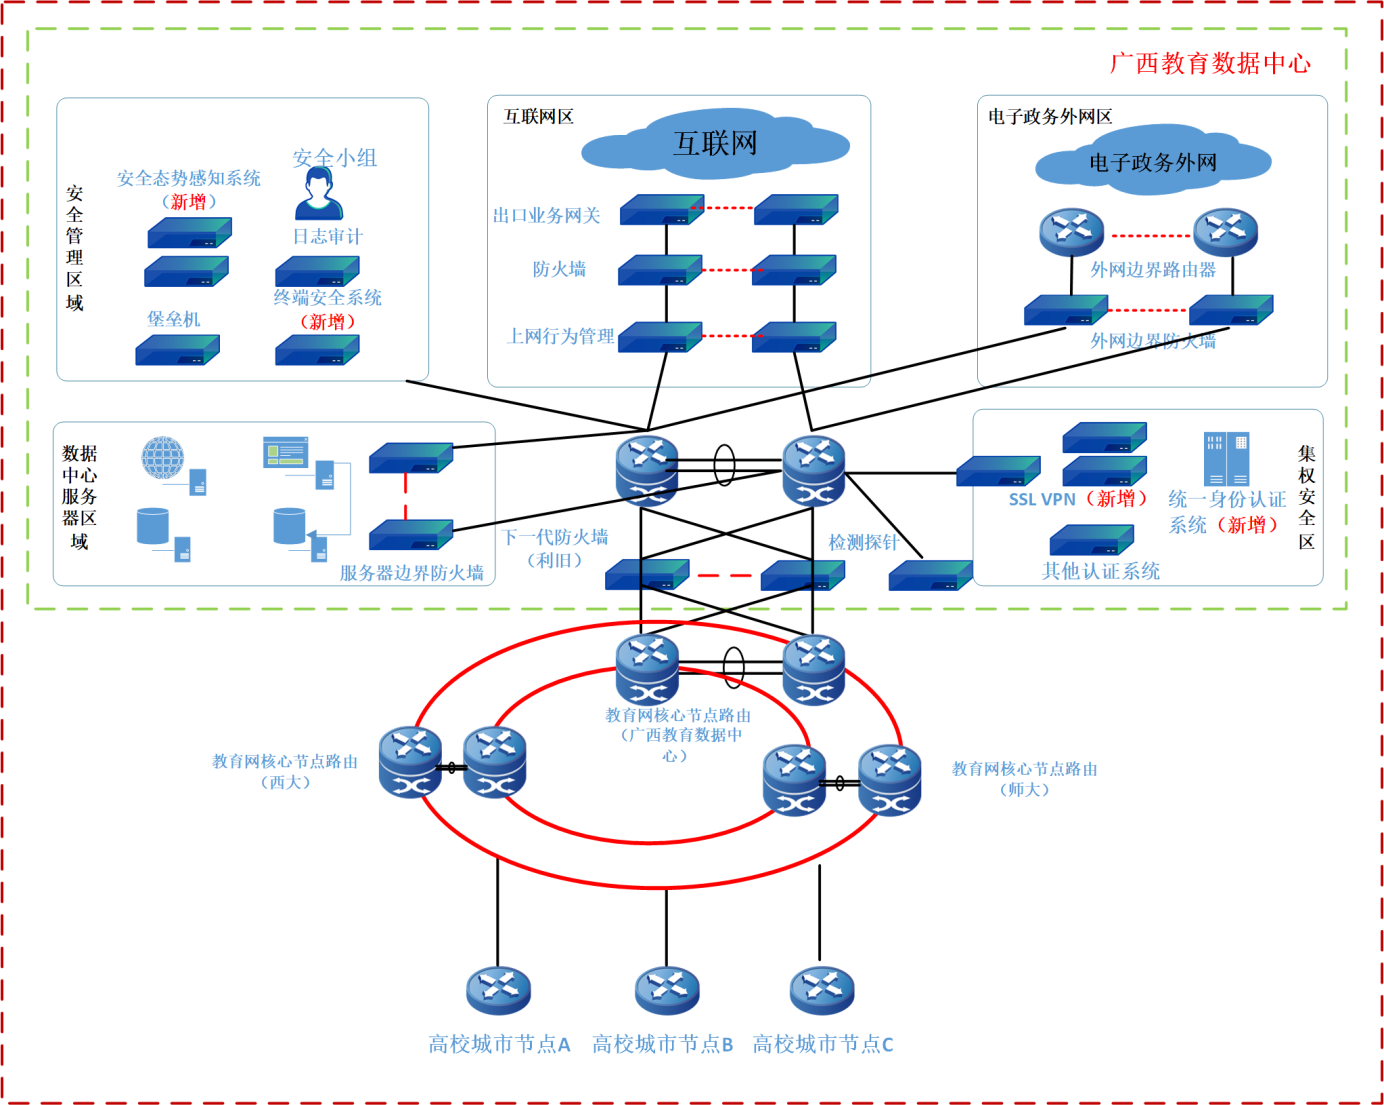 广西教育数据中心
安全管理区域
安全态势感知系统
（新增）
安全小组
日志审计
终端安全系统
（新增）
堡垒机
互联网区
互联网
出口业务网关
防火墙
上网行为管理
电子政务外网区
电子政务外网
外网边界路由器
外网边界防火墙
数据
中心
服务
器区
域
服务器边界防火墙
下一代防火墙
（利旧）
检测探针
SSL VPN（新增）
统一身份认证
系统（新增）
其他认证系统
集权安全区
教育网核心节点路由
（广西教育数据中
心）
教育网核心节点路由
（西大）
教育网核心节点路由
（师大）
高校城市节点A
高校城市节点B
高校城市节点C